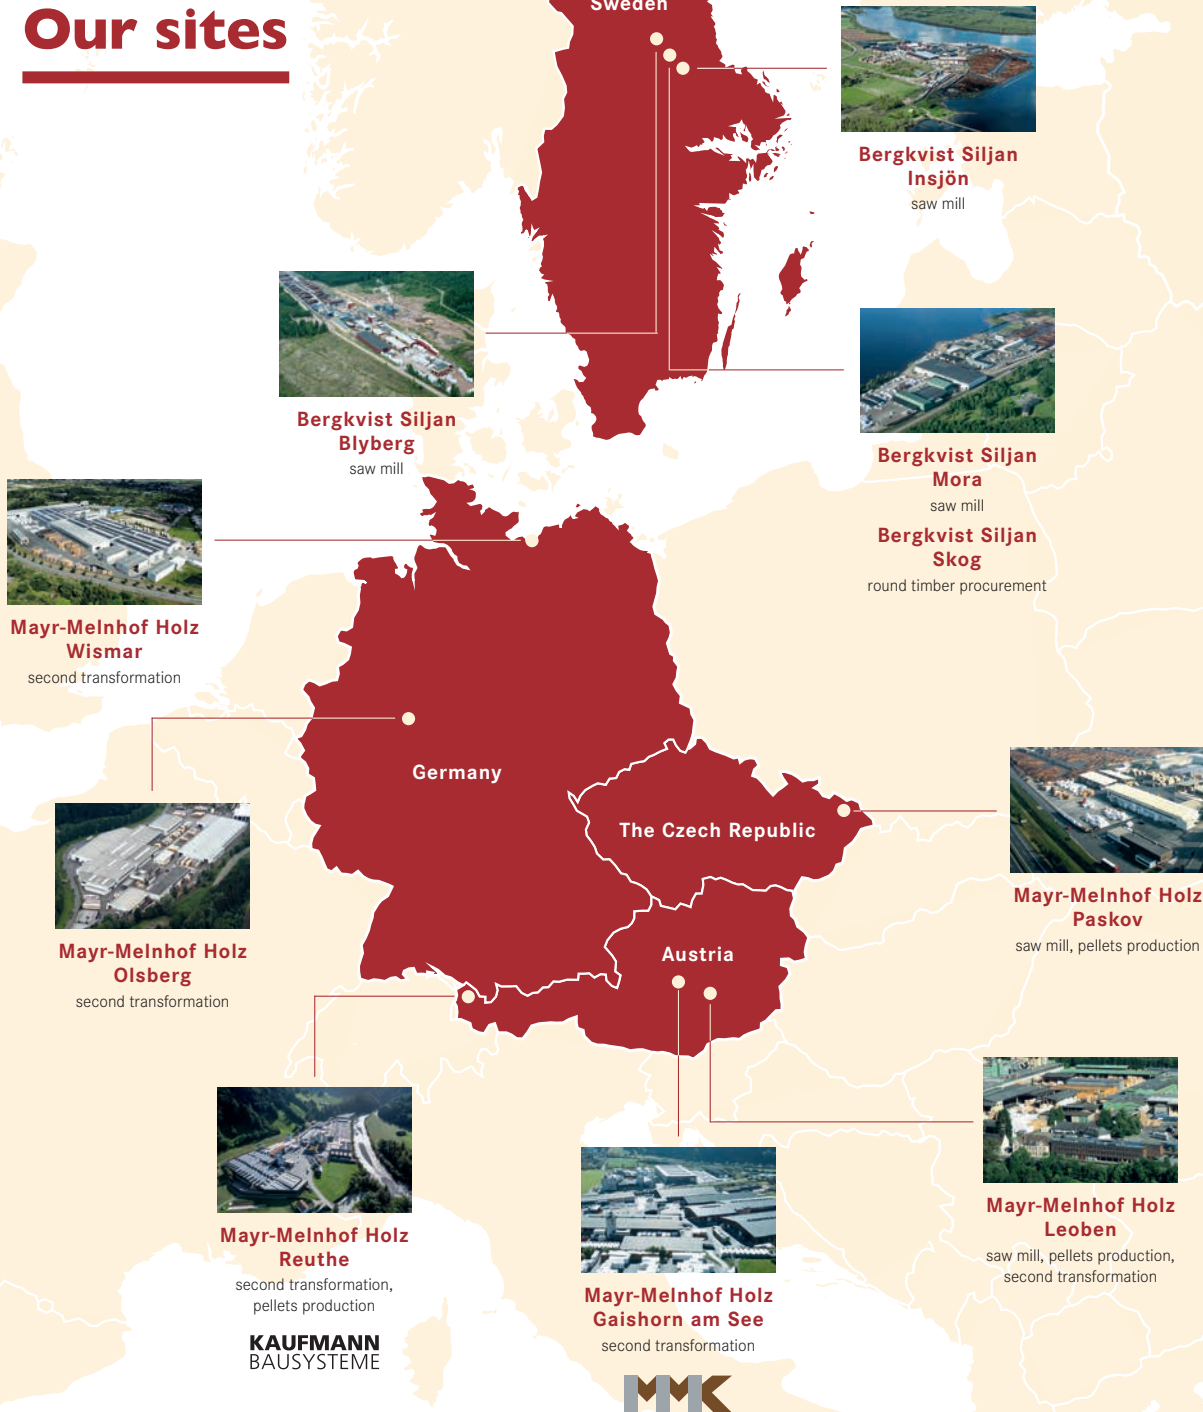 Our sites
Sweden
Bergkvist Siljan
Insjön
saw mill
Bergkvist Siljan
Blyberg
saw mill
Bergkvist Siljan
Mora
saw mill
Bergkvist Siljan
Skog
round timber procurement
Mayr-Melnhof Holz
Wismar
second transformation
Germany
The Czech Republic
Mayr-Melnhof Holz
Paskov
saw mill, pellets production
Mayr-Melnhof Holz
Olsberg
second transformation
Austria
Mayr-Melnhof Holz
Reuthe
second transformation,
pellets production
KAUFMANN
BAUSYSTEME
Mayr-Melnhof Holz
Gaishorn am See
second transformation
MMK
Mayr-Melnhof Holz
Leoben
saw mill, pellets production,
second transformation